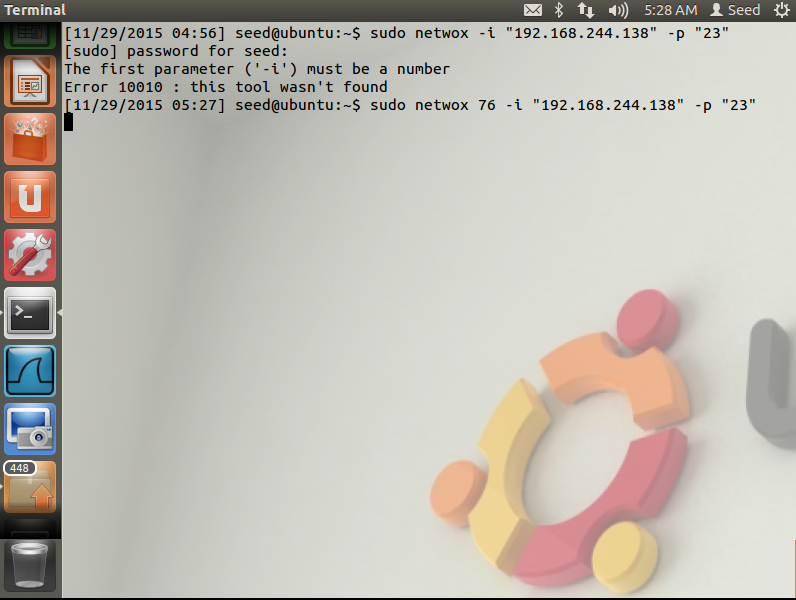 Terminal
5:28 AM
Seed
[11/29/2015 04:56] seed@ubuntu:~$ sudo netwox -i "192.168.244.138" -p "23"
[sudo] password for seed:
The first parameter ('-i') must be a number
Error 10010 : this tool wasn't found
[11/29/2015 05:27] seed@ubuntu:~$ sudo netwox 76 -i "192.168.244.138" -p "23"
448